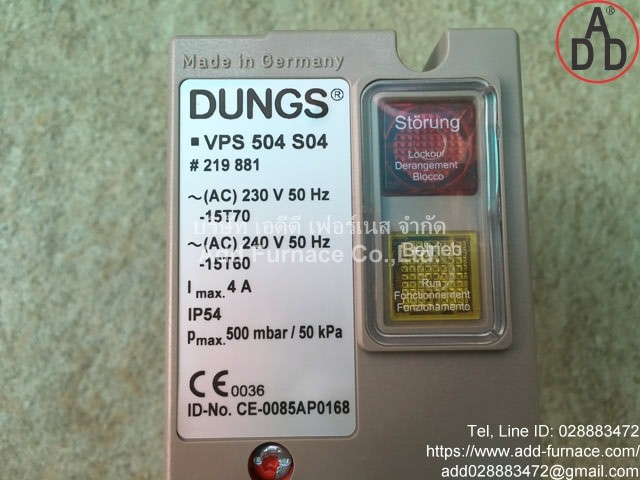 ADD
Made in Germany
DUNGS®
■ VPS 504 S04
# 219 881
~(AC) 230 V 50 Hz
-15T70
~(AC) 240 V 50 Hz
-15T60
I max. 4 A
IP54
pmax. 500 mbar / 50 kPa
CE 0036
ID-No. CE-0085AP0168
Störung
Lockout
Derangement
Blocco
Betrieb
Run
Fonctionnement
Funzionamento
บริษัท เอดีดี เฟอร์เนส จำกัด
Add Furnace Co.,Ltd.
Tel, Line ID: 028883472
https://www.add-furnace.com/
add028883472@gmail.com